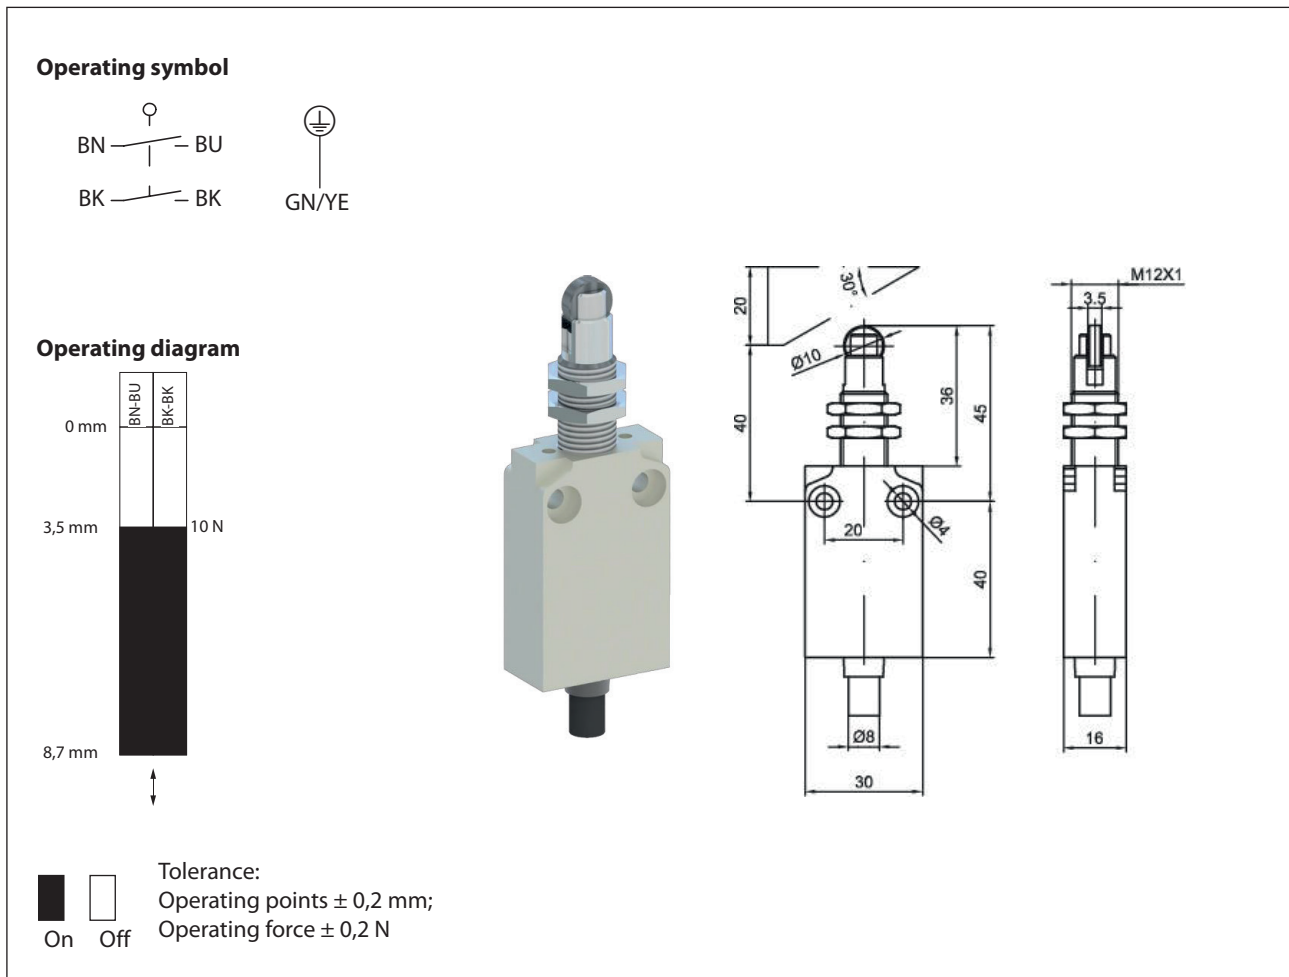 Operating symbol
BN BU
BK BK
GN/YE
Operating diagram
BN-BU
BK-BK
0 mm
3,5 mm
10 N
8,7 mm
On Off
Tolerance:
Operating points ± 0,2 mm;
Operating force ± 0,2 N
20
30°
Ø10
40
36
45
20
Ø4
40
Ø8
30
M12X1
3.5
16